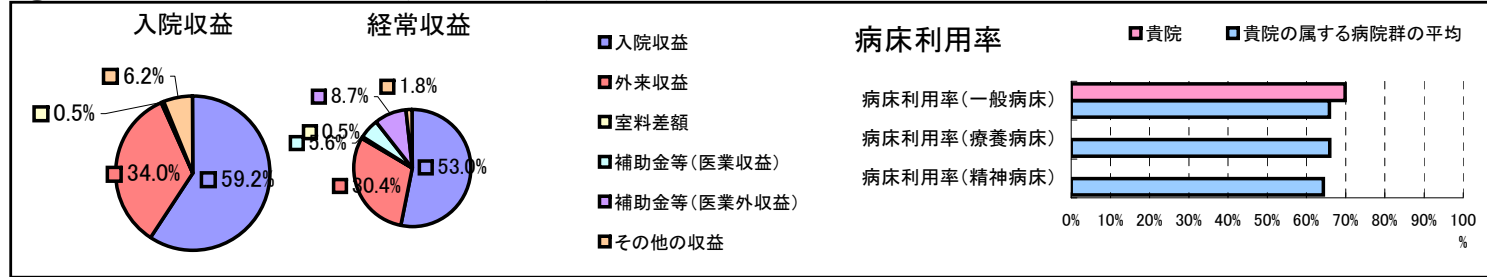 入院収益
6.2%
0.5%
34.0%
59.2%
経常収益
1.8%
8.7%
0.5%
5.6%
30.4%
53.0%
入院収益
外来収益
室料差額
補助金等(医業収益)
補助金等(医業外収益)
その他の収益
病床利用率
貴院 貴院の属する病院群の平均
病床利用率(一般病床)
病床利用率(療養病床)
病床利用率(精神病床)
0% 10% 20% 30% 40% 50% 60% 70% 80% 90% 100
%